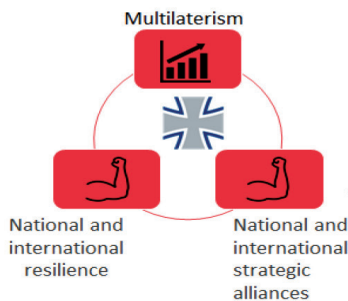 Multilaterism
National and
international
resilience
National and
international
strategic
alliances